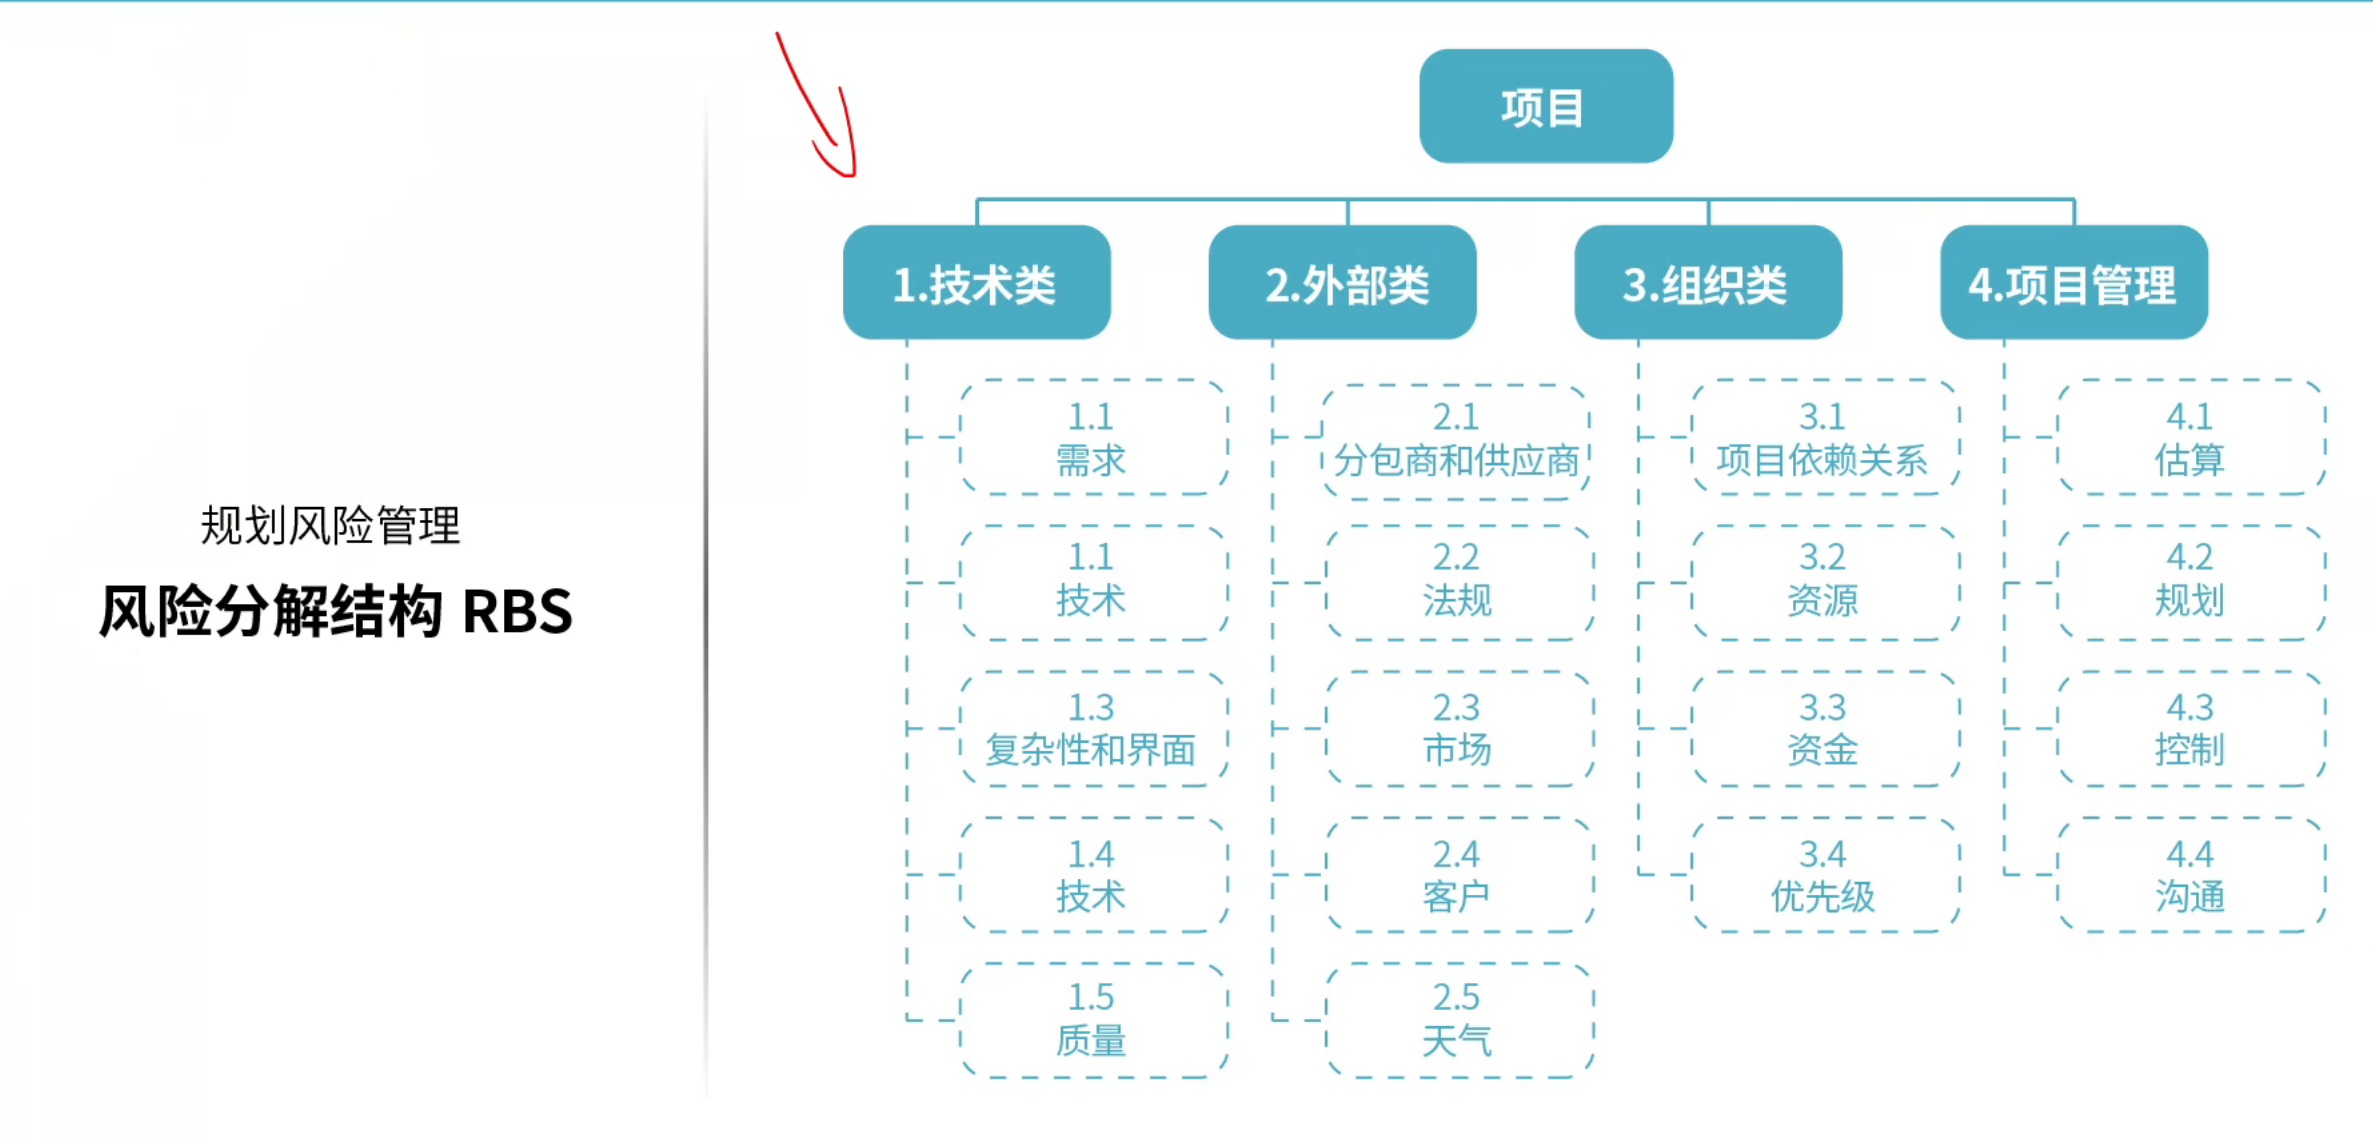 规划风险管理
风险分解结构 RBS
项目
1.技术类
2.外部类
3.组织类
4.项目管理
1.1
需求
1.1
技术
1.3
复杂性和界面
1.4
技术
1.5
质量
2.1
分包商和供应商
2.2
法规
2.3
市场
2.4
客户
2.5
天气
3.1
项目依赖关系
3.2
资源
3.3
资金
3.4
优先级
4.1
估算
4.2
规划
4.3
控制
4.4
沟通